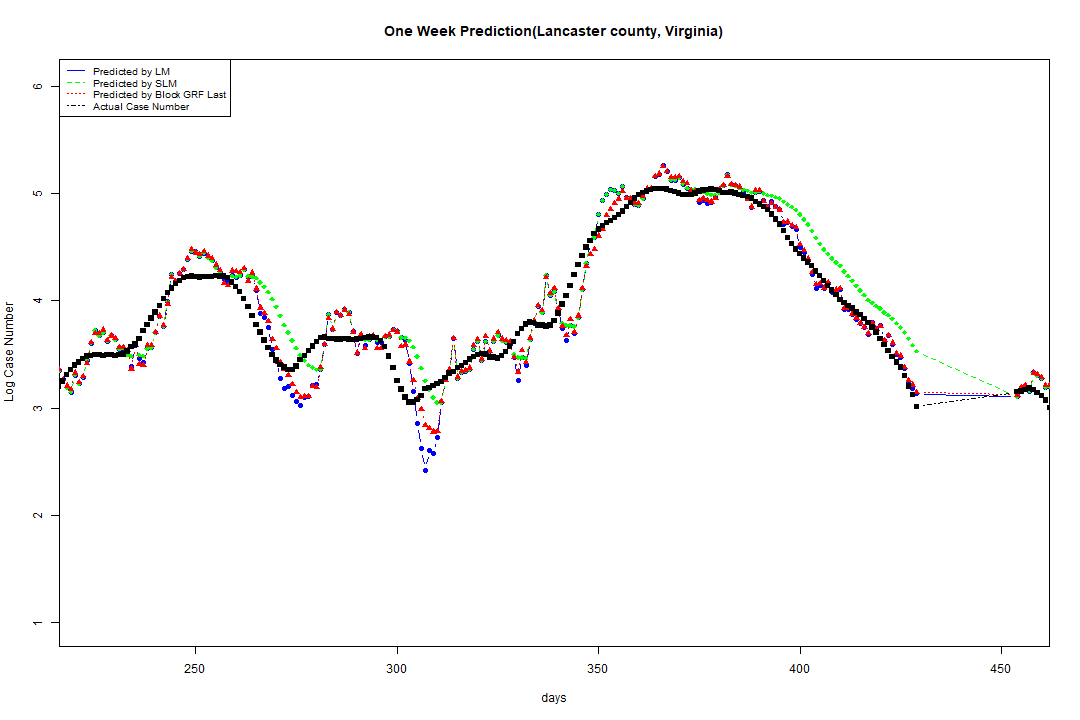 One Week Prediction(Lancaster county, Virginia)
Predicted by LM
Predicted by SLM
Predicted by Block GRF Last
Actual Case Number
Log Case Number
6
5
4
3
2
1
250 300 350 400 450
days